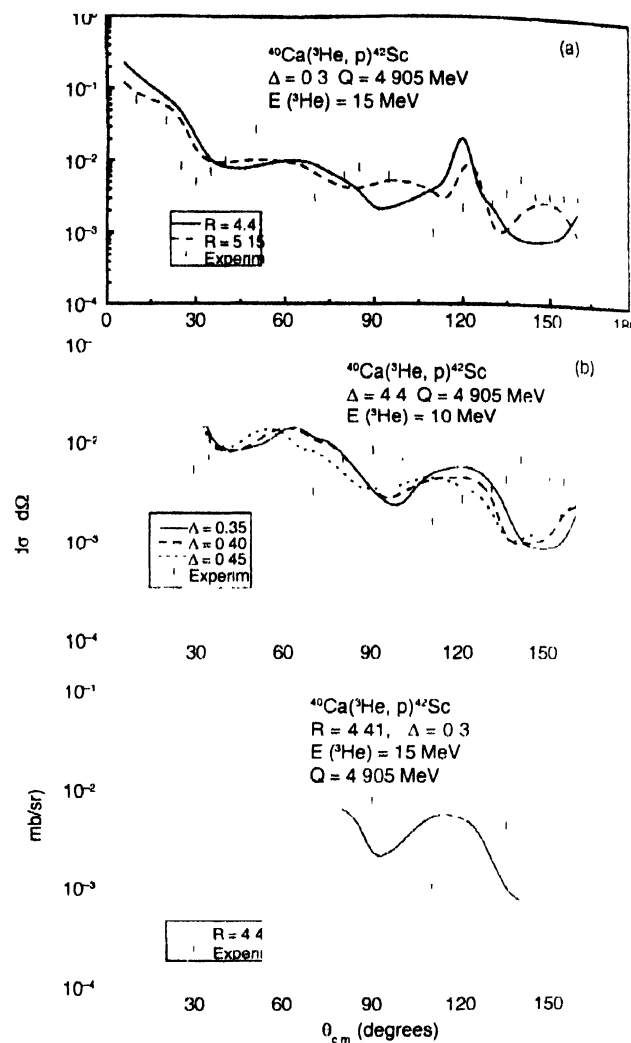 10⁰
10⁻¹
10⁻²
10⁻³
10⁻⁴
(a)
⁴⁰Ca(³He, p)⁴²Sc
Δ = 0 3 Q = 4 905 MeV
E (³He) = 15 MeV
R = 4.4
R = 5 15
Experim
0 30 60 90 120 150 180
10⁻
10⁻²
10⁻³
10⁻⁴
(b)
⁴⁰Ca(³He, p)⁴²Sc
Δ = 4 4 Q = 4 905 MeV
E (³He) = 10 MeV
Λ = 0.35
Λ = 0 40
Δ = 0 45
Experim
dσ dΩ
30 60 90 120 150
10⁻¹
10⁻²
10⁻³
10⁻⁴
⁴⁰Ca(³He, p)⁴²Sc
R = 4 41, Δ = 0 3
E (³He) = 15 MeV
Q = 4 905 MeV
mb/sr)
R = 4 4
Experim
30 60 90 120 150
θc m (degrees)